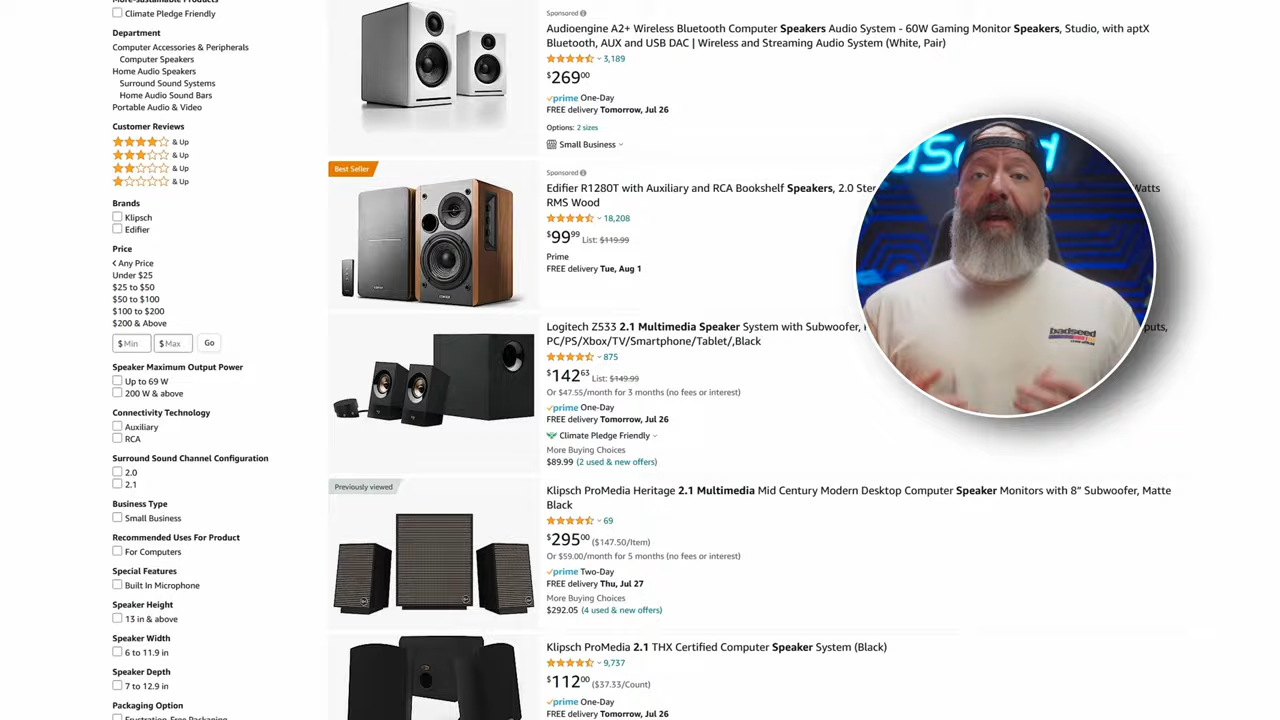 More-sustainable Products
Climate Pledge Friendly
Department
Computer Accessories & Peripherals
Computer Speakers
Home Audio Speakers
Surround Sound Systems
Home Audio Sound Bars
Portable Audio & Video
Customer Reviews
& Up
& Up
& Up
& Up
Brands
Klipsch
Edifier
Price
< Any Price
Under $25
$25 to $50
$50 to $100
$100 to $200
$200 & Above
$ Min
$ Max
Go
Speaker Maximum Output Power
Up to 69 W
200 W & above
Connectivity Technology
Auxiliary
RCA
Surround Sound Channel Configuration
2.0
2.1
Business Type
Small Business
Recommended Uses For Product
For Computers
Special Features
Built In Microphone
Speaker Height
13 in & above
Speaker Width
6 to 11.9 in
Speaker Depth
7 to 12.9 in
Packaging Option
Frustration-Free Packaging
Sponsored
Audioengine A2+ Wireless Bluetooth Computer Speakers Audio System - 60W Gaming Monitor Speakers, Studio, with aptX
Bluetooth, AUX and USB DAC | Wireless and Streaming Audio System (White, Pair)
3,189
$26900
prime One-Day
FREE delivery Tomorrow, Jul 26
Options: 2 sizes
Small Business
Best Seller
Sponsored
Edifier R1280T with Auxiliary and RCA Bookshelf Speakers, 2.0 Watts
RMS Wood
18,208
$9999 List: $119.99
Prime
FREE delivery Tue, Aug 1
Logitech Z533 2.1 Multimedia Speaker System with Subwoofer,
PC/PS/Xbox/TV/Smartphone/Tablet/,Black
875
$14263 List: $149.99
Or $47.55/month for 3 months (no fees or interest)
prime One-Day
FREE delivery Tomorrow, Jul 26
Climate Pledge Friendly
More Buying Choices
$89.99 (2 used & new offers)
Previously viewed
Klipsch ProMedia Heritage 2.1 Multimedia Mid Century Modern Desktop Computer Speaker Monitors with 8" Subwoofer, Matte
Black
69
$29500 ($147.50/Item)
Or $59.00/month for 5 months (no fees or interest)
prime Two-Day
FREE delivery Thu, Jul 27
More Buying Choices
$292.05 (4 used & new offers)
Klipsch ProMedia 2.1 THX Certified Computer Speaker System (Black)
9,737
$11200 ($37.33/Count)
prime One-Day
FREE delivery Tomorrow, Jul 26
badseed